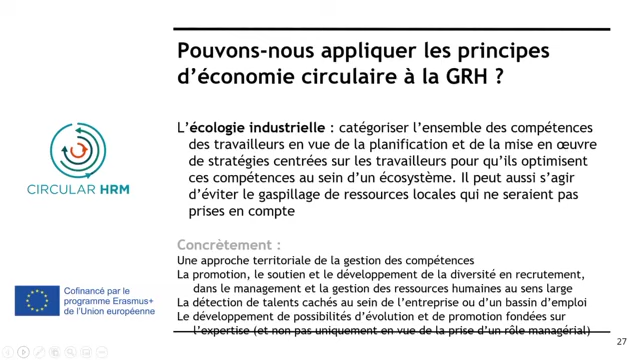 Pouvons-nous appliquer les principes
d'économie circulaire à la GRH ?
L'écologie industrielle : catégoriser l'ensemble des compétences
des travailleurs en vue de la planification et de la mise en œuvre
de stratégies centrées sur les travailleurs pour qu'ils optimisent
ces compétences au sein d'un écosystème. Il peut aussi s'agir
d'éviter le gaspillage de ressources locales qui ne seraient pas
prises en compte
CIRCULAR HRM
Concrètement :
Une approche territoriale de la gestion des compétences
La promotion, le soutien et le développement de la diversité en recrutement,
dans le management et la gestion des ressources humaines au sens large
La détection de talents cachés au sein de l'entreprise ou d'un bassin d'emploi
Le développement de possibilités d'évolution et de promotion fondées sur
l'expertise (et non pas uniquement en vue de la prise d'un rôle managérial)
Cofinancé par le
programme Erasmus+
de l'Union européenne
27